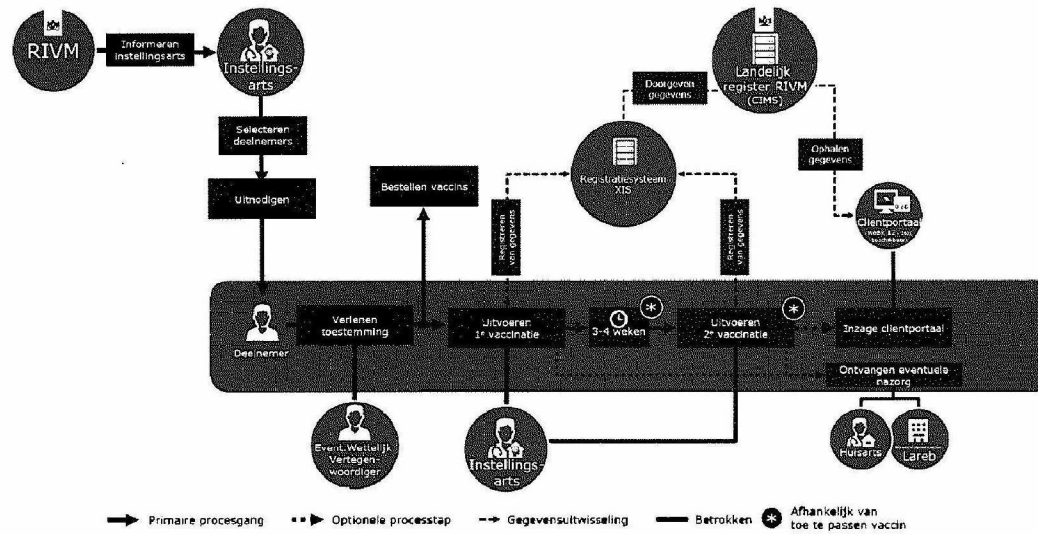 RIVM
Informeren
instellingsarts
Instellings-
arts
Selecteren
deelnemers
Uitnodigen
Bestellen vaccins
Landelijk
register RIVM
(CIMS)
Doorgeven
gegevens
Ophalen
gegevens
Registratiesysteem
XIS
Registreren
van gegevens
Registreren
van gegevens
Clientportaal
Deelnemer
Verlenen
toestemming
Uitvoeren
1e vaccinatie
3-4 weken
*
Uitvoeren
2e vaccinatie
*
Inzage clientportaal
Ontvangen eventuele
nazorg
Event. Wettelijk
Vertegen-
woordiger
Instellings-
arts
Huisarts
Lareb
Primaire procesgang
Optionele processtap
Gegevensuitwisseling
Betrokken
* Afhankelijk van
toe te passen vaccin